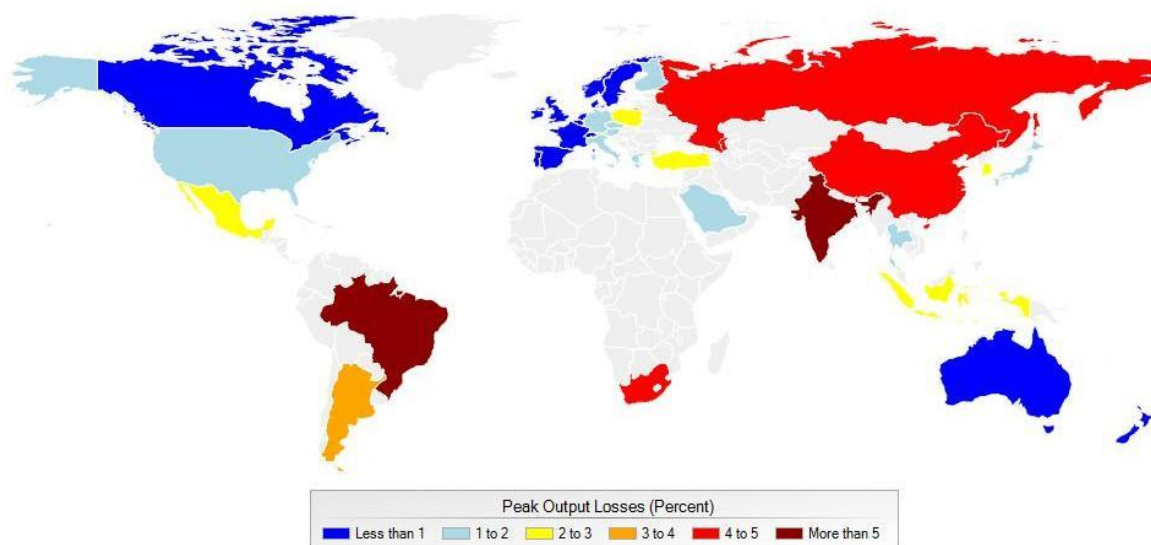 Peak Output Losses (Percent)
Less than 1 1 to 2 2 to 3 3 to 4 4 to 5 More than 5